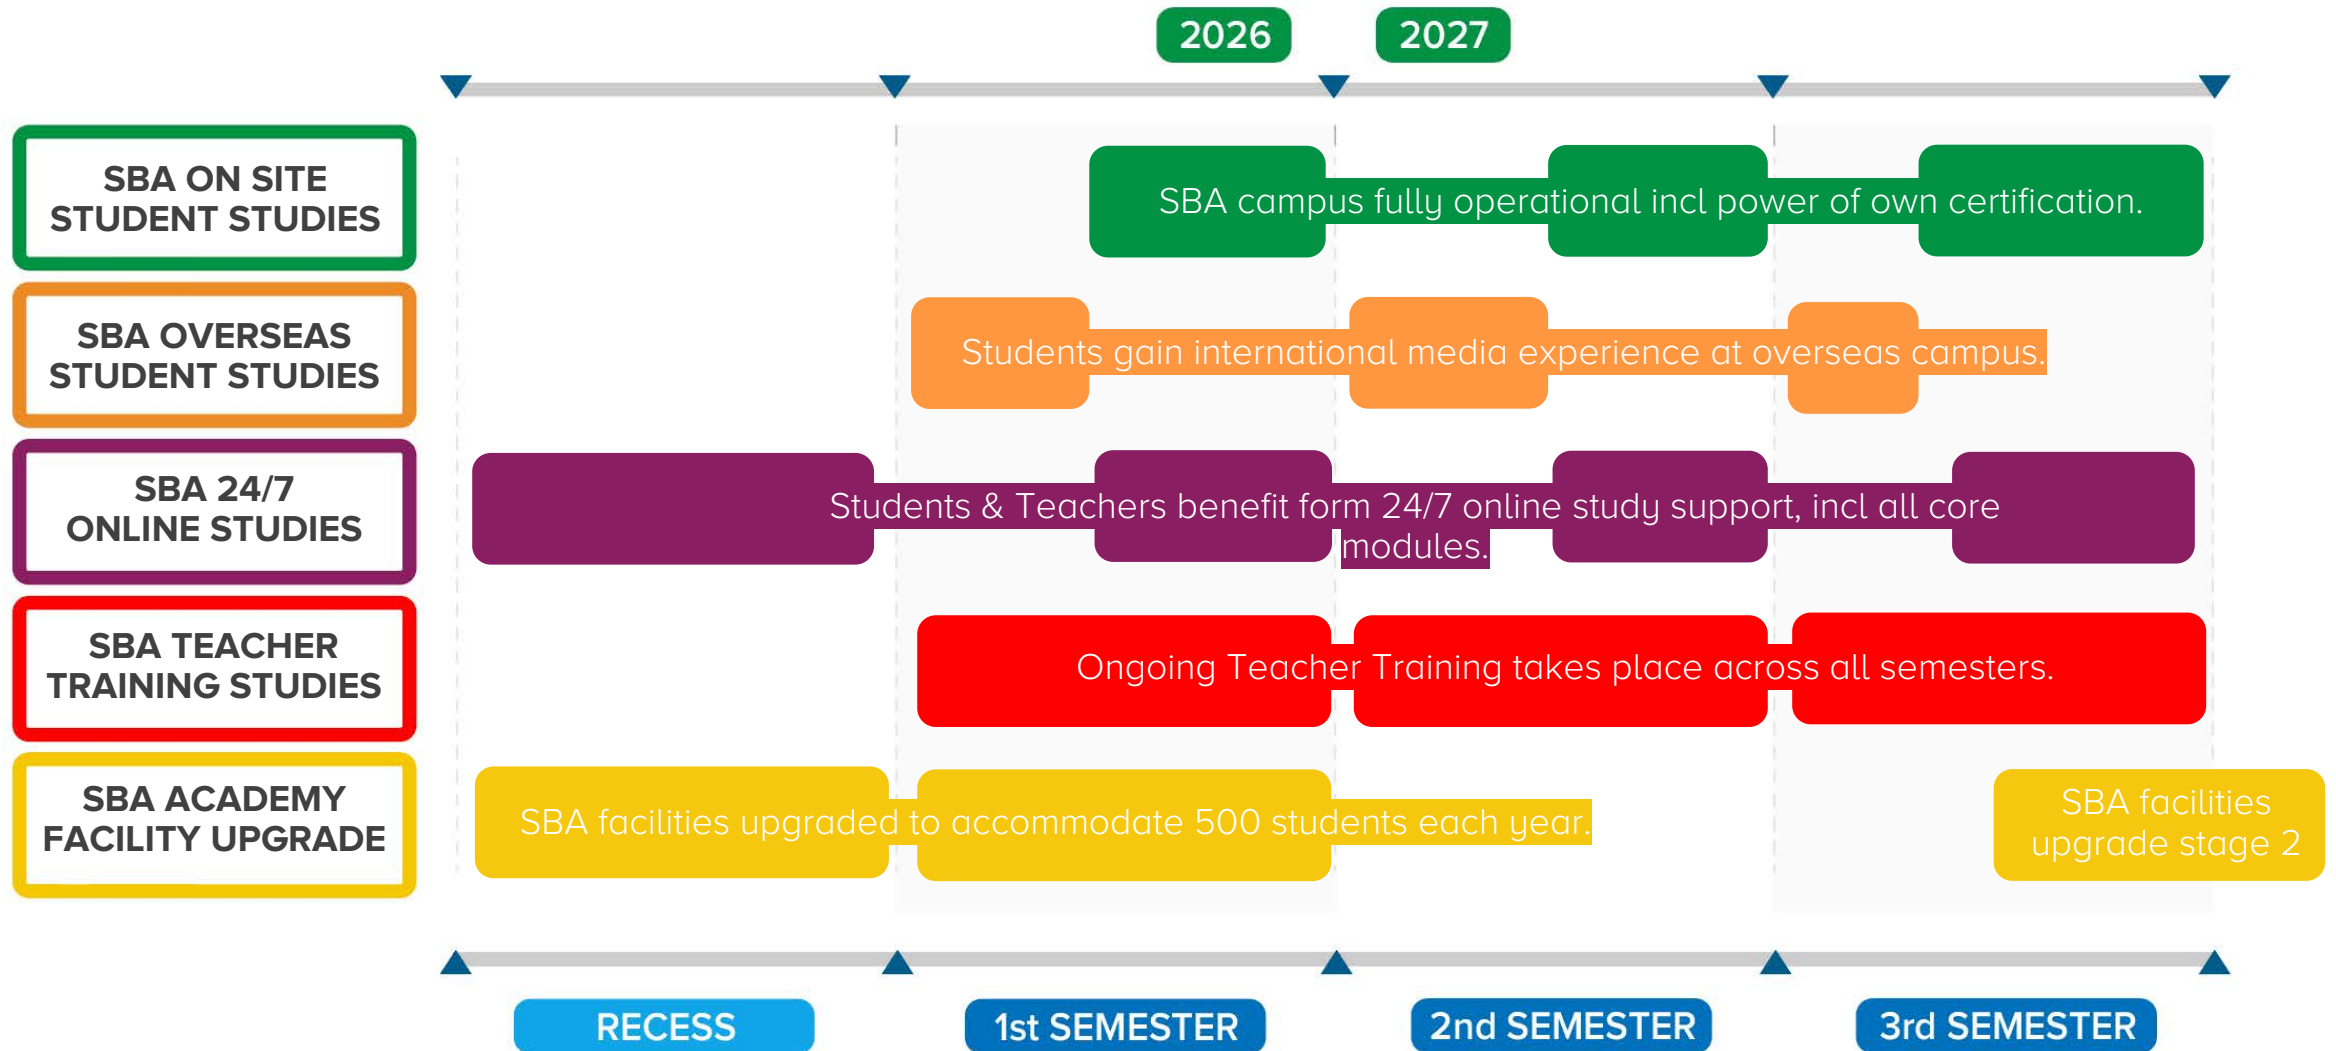 2026
2027
SBA ON SITE
STUDENT STUDIES
SBA campus fully operational incl power of own certification.
SBA OVERSEAS
STUDENT STUDIES
Students gain international media experience at overseas campus.
SBA 24/7
ONLINE STUDIES
Students & Teachers benefit form 24/7 online study support, incl all core
modules.
SBA TEACHER
TRAINING STUDIES
Ongoing Teacher Training takes place across all semesters.
SBA ACADEMY
FACILITY UPGRADE
SBA facilities upgraded to accommodate 500 students each year.
SBA facilities
upgrade stage 2
RECESS
1st SEMESTER
2nd SEMESTER
3rd SEMESTER